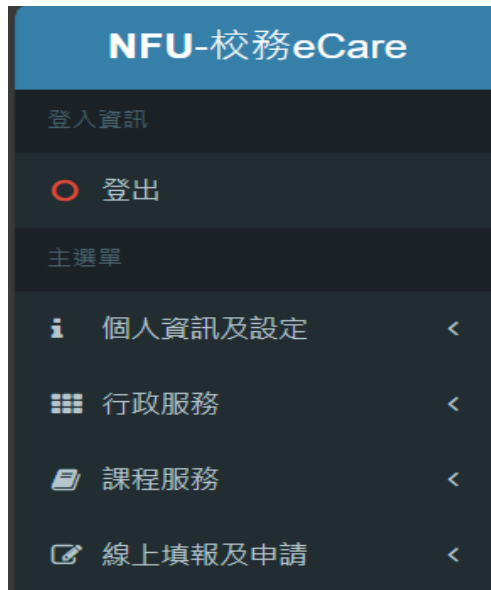 NFU-校務eCare
登入資訊
登出
主選單
個人資訊及設定
行政服務
課程服務
線上填報及申請